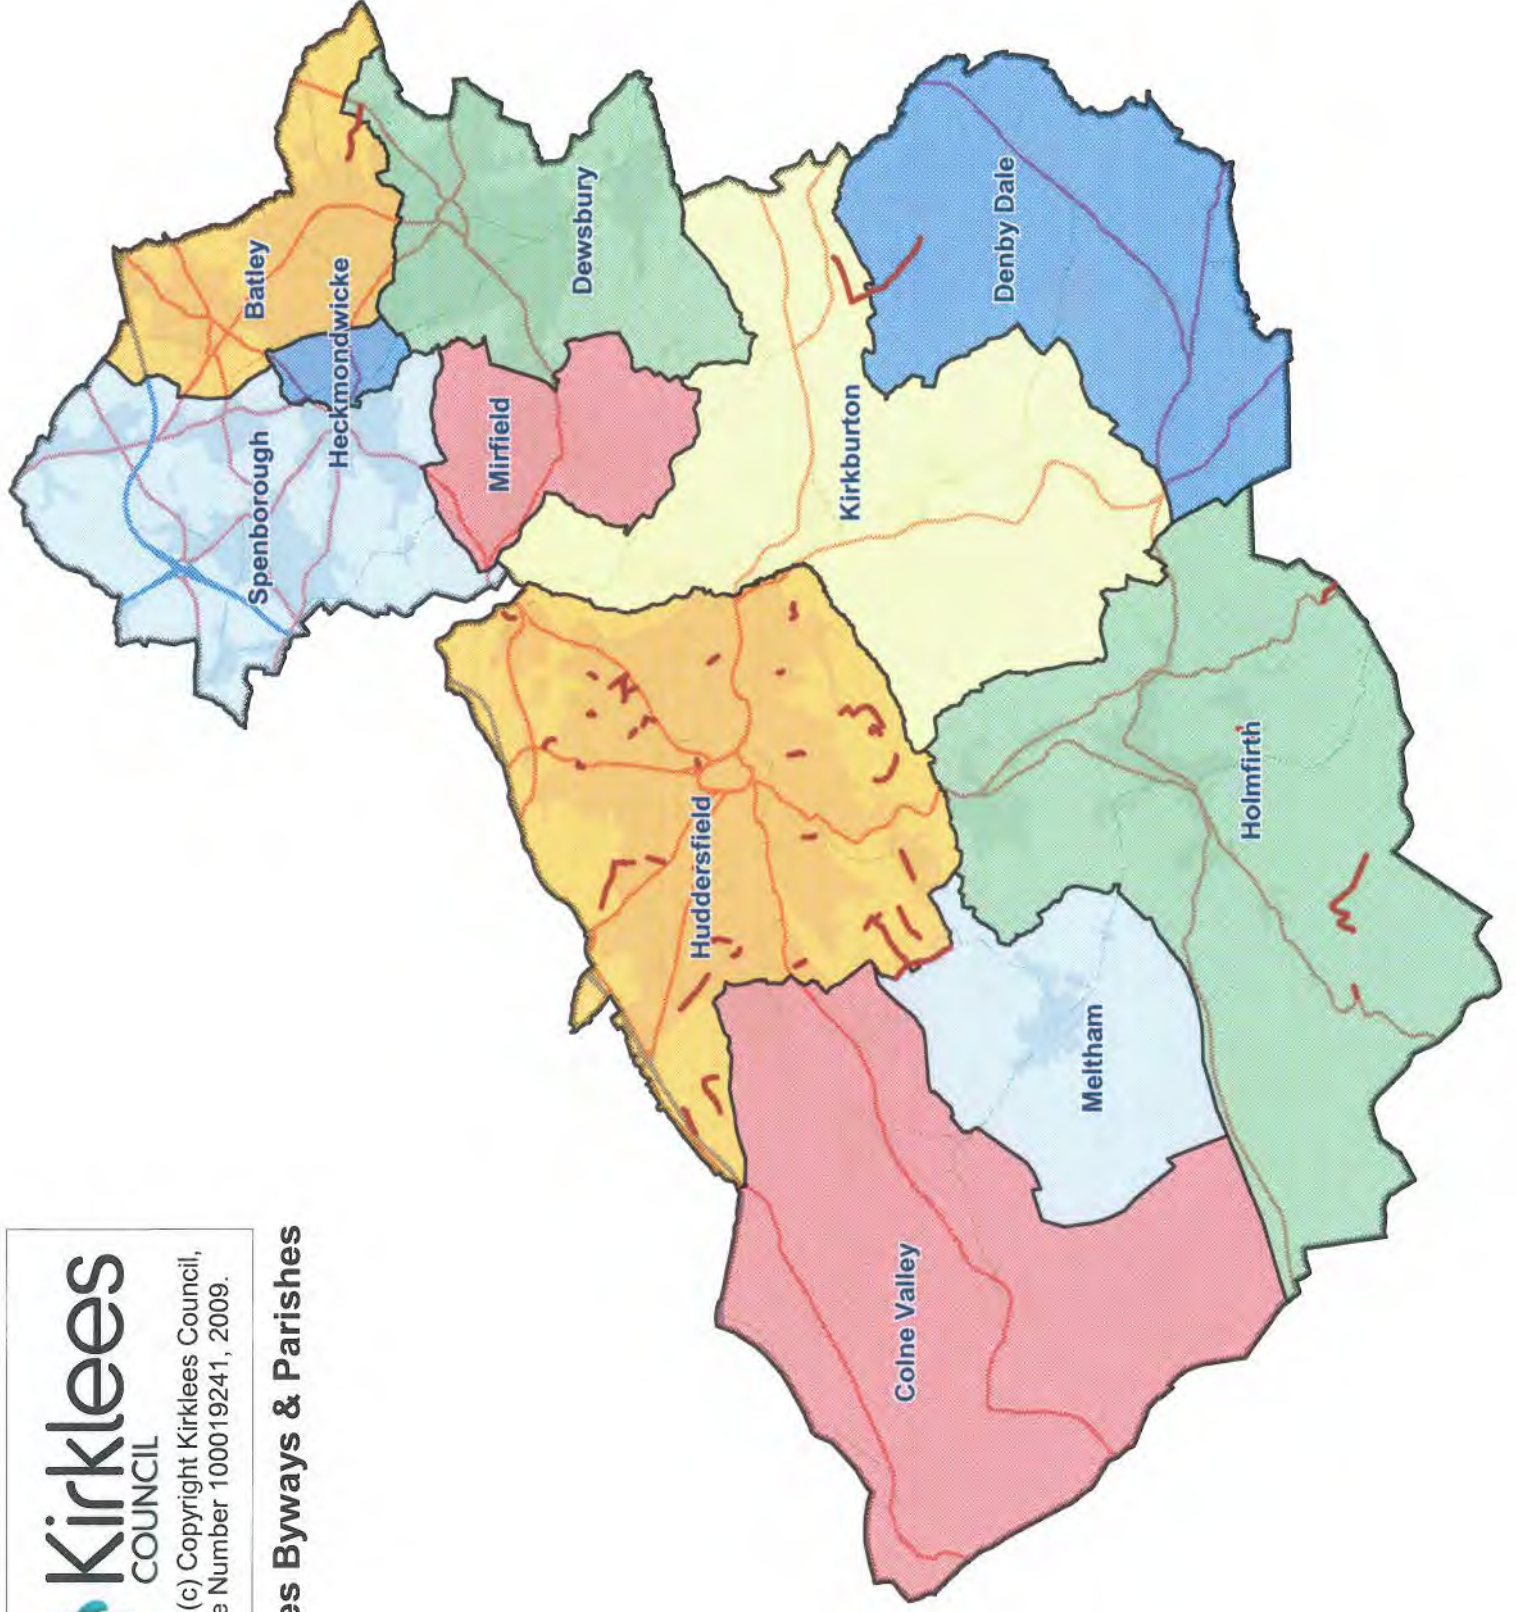 Kirklees
COUNCIL
(c) Copyright Kirklees Council,
Number 100019241, 2009.
Byways & Parishes
Spenborough
Batley
Heckmondwicke
Mirfield
Dewsbury
Huddersfield
Kirkburton
Denby Dale
Colne Valley
Meltham
Holmfirth